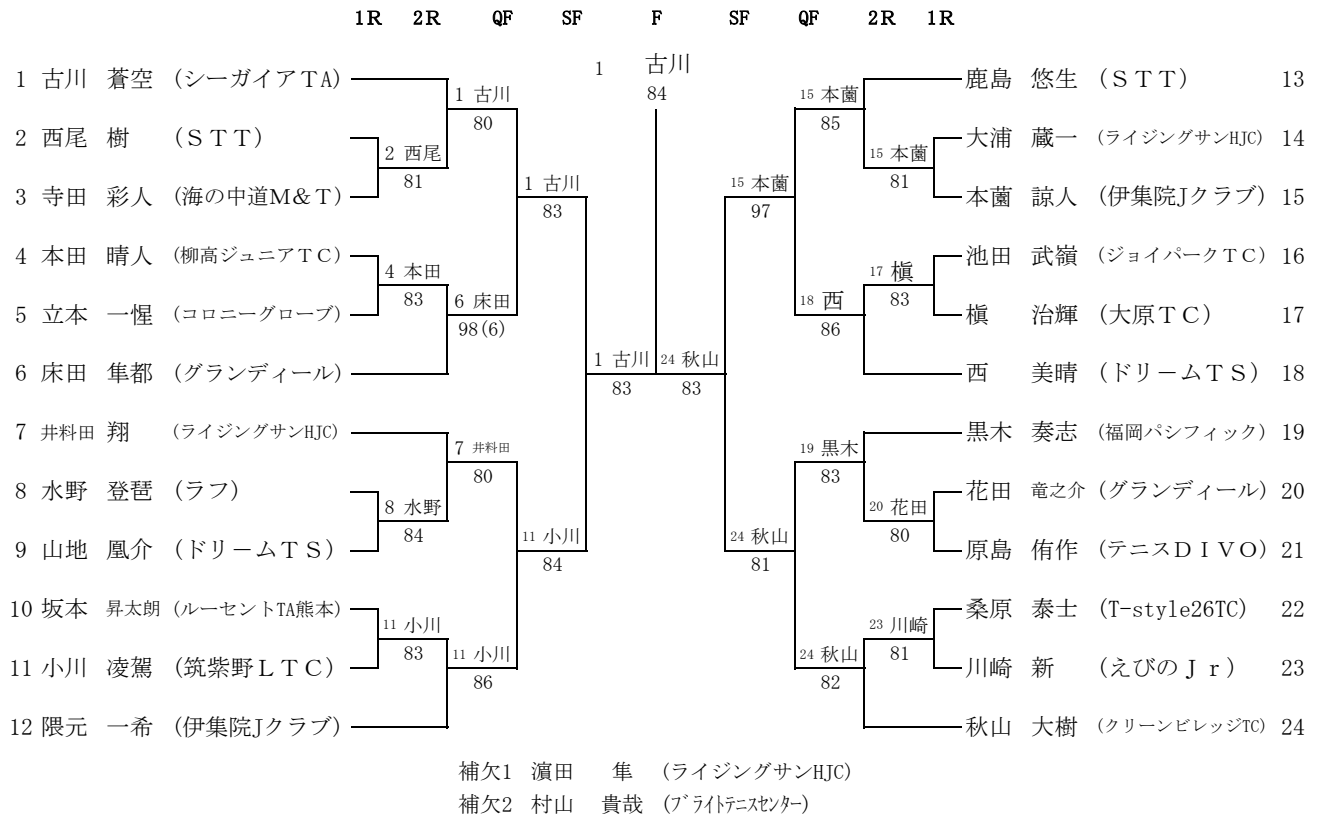 1R 2R QF SF F SF QF 2R 1R
1 古川
84
1 古川 蒼空 (シーガイアTA) 鹿島 悠生 (STT) 13
1 古川 15 本薗
80 85
2 西尾 樹 (STT) 大浦 蔵一 (ライジングサンHJC) 14
2 西尾 15 本薗
81 81
1 古川 15 本薗
3 寺田 彩人 (海の中道M&T) 本薗 諒人 (伊集院Jクラブ) 15
83 97
4 本田 晴人 (柳高ジュニアTC) 池田 武嶺 (ジョイパークTC) 16
4 本田 17 槇
83 83
6 床田 18 西
5 立本 一惺 (コロニーグローブ) 槇 治輝 (大原TC) 17
98(6) 86
1 古川 24 秋山
6 床田 隼都 (グランディール) 西 美晴 (ドリームTS) 18
83 83
7 井料田 翔 (ライジングサンHJC) 黒木 奏志 (福岡パシフィック) 19
7 井料田 19 黒木
80 83
8 水野 登琶 (ラフ) 花田 竜之介 (グランディール) 20
8 水野 20 花田
84 80
11 小川 24 秋山
9 山地 凰介 (ドリームTS) 原島 侑作 (テニスDIVO) 21
84 81
10 坂本 昇太朗 (ルーセントTA熊本) 桑原 泰士 (T-style26TC) 22
11 小川 23 川崎
83 81
11 小川 24 秋山
11 小川 凌駕 (筑紫野LTC) 川崎 新 (えびのJr) 23
86 82
12 隈元 一希 (伊集院Jクラブ) 秋山 大樹 (クリーンビレッジTC) 24
補欠1 濵田 隼 (ライジングサンHJC)
補欠2 村山 貴哉 (ブライトテニスセンター)